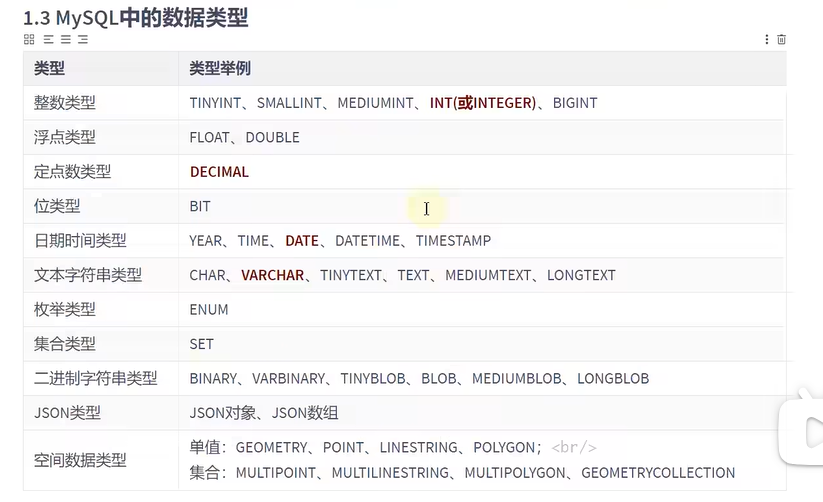 1.3 MySQL中的数据类型
类型 类型举例
整数类型 TINYINT、SMALLINT、MEDIUMINT、INT(或INTEGER)、BIGINT
浮点类型 FLOAT、DOUBLE
定点数类型 DECIMAL
位类型 BIT
日期时间类型 YEAR、TIME、DATE、DATETIME、TIMESTAMP
文本字符串类型 CHAR、VARCHAR、TINYTEXT、TEXT、MEDIUMTEXT、LONGTEXT
枚举类型 ENUM
集合类型 SET
二进制字符串类型 BINARY、VARBINARY、TINYBLOB、BLOB、MEDIUMBLOB、LONGBLOB
JSON类型 JSON对象、JSON数组
空间数据类型 单值：GEOMETRY、POINT、LINESTRING、POLYGON；<br/>
集合：MULTIPOINT、MULTILINESTRING、MULTIPOLYGON、GEOMETRYCOLLECTION